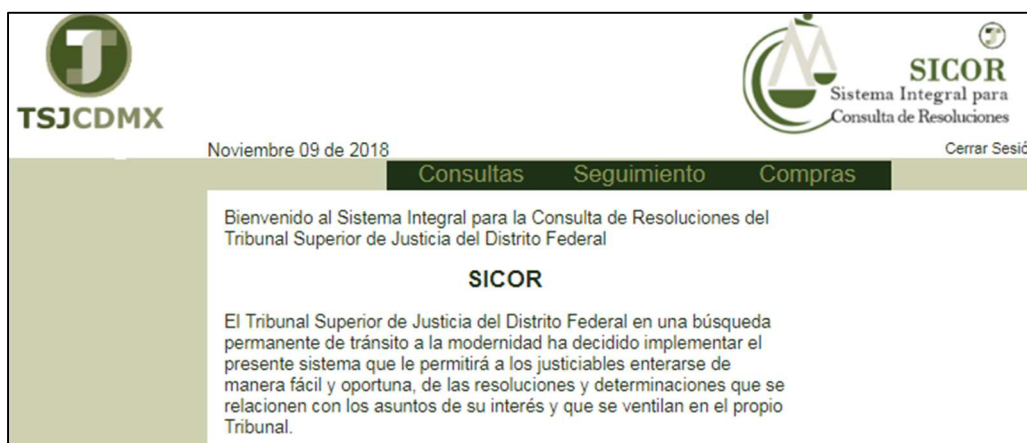 TSJCDMX
SICOR
Sistema Integral para
Consulta de Resoluciones
Noviembre 09 de 2018
Cerrar Sesió
Consultas Seguimiento Compras
Bienvenido al Sistema Integral para la Consulta de Resoluciones del
Tribunal Superior de Justicia del Distrito Federal
SICOR
El Tribunal Superior de Justicia del Distrito Federal en una búsqueda
permanente de tránsito a la modernidad ha decidido implementar el
presente sistema que le permitirá a los justiciables enterarse de
manera fácil y oportuna, de las resoluciones y determinaciones que se
relacionen con los asuntos de su interés y que se ventilan en el propio
Tribunal.